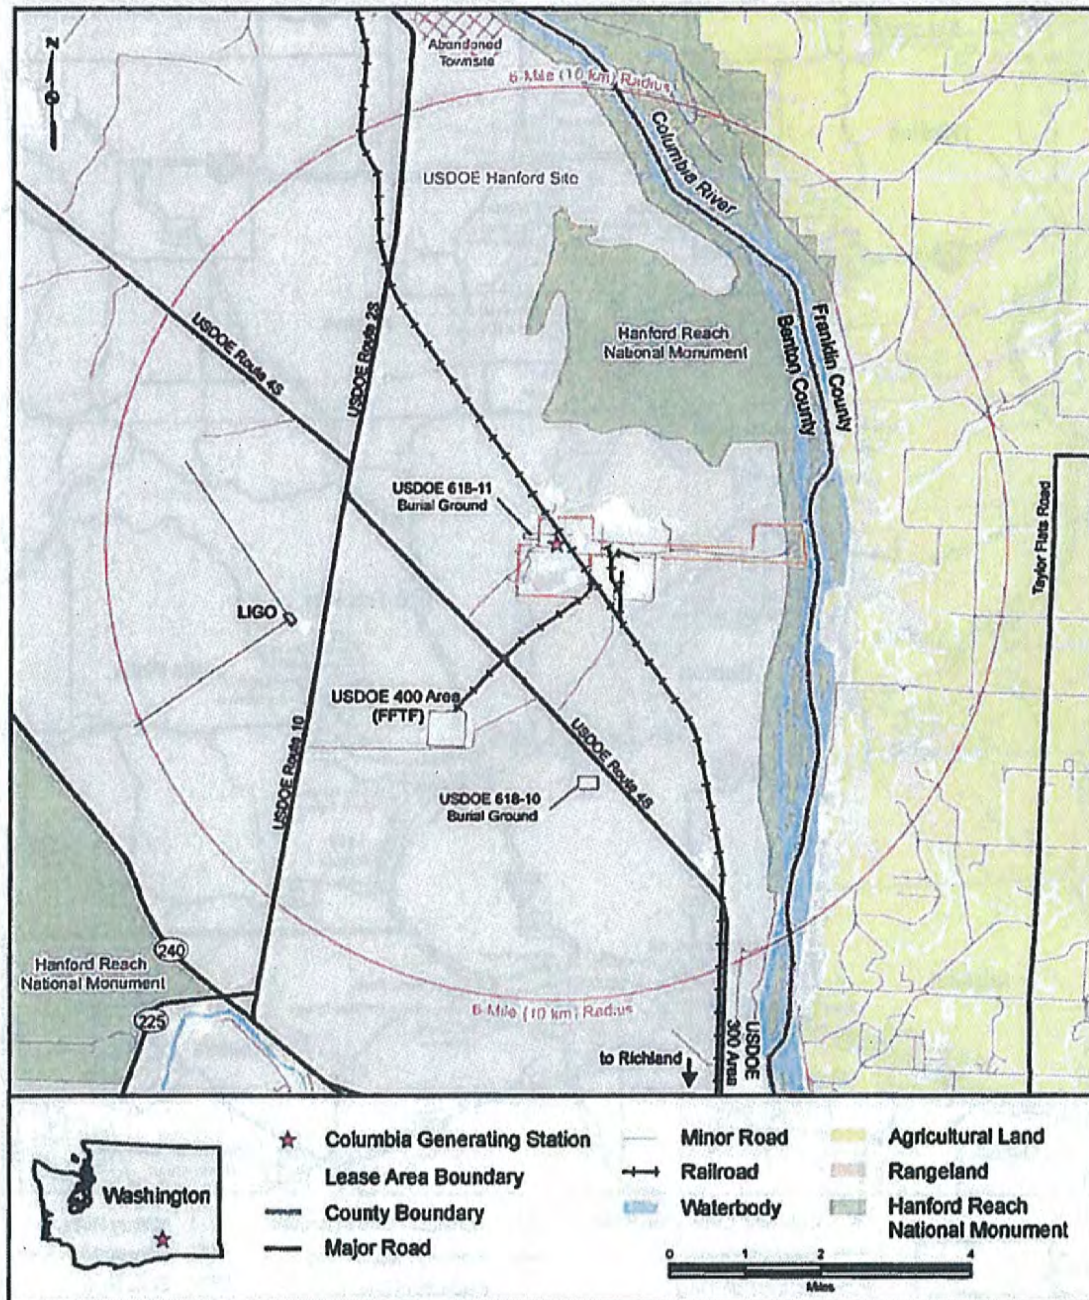 N
Abandoned
Townsite
6-Mile (10 km) Radius
Columbia River
USDOE Hanford Site
Hanford Reach
National Monument
Franklin County
Benton County
USDOE Route 4S
USDOE Route 2S
USDOE 618-11
Burial Ground
Taylor Flats Road
LIGO
USDOE 400 Area
(FFTF)
USDOE Route 10
USDOE Route 4S
USDOE 618-10
Burial Ground
240
Hanford Reach
National Monument
225
6-Mile (10 km) Radius
to Richland
USDOE
300 Area
Washington
Columbia Generating Station
Lease Area Boundary
County Boundary
Major Road
Minor Road
Railroad
Waterbody
Agricultural Land
Rangeland
Hanford Reach
National Monument
0 1 2 4
Miles